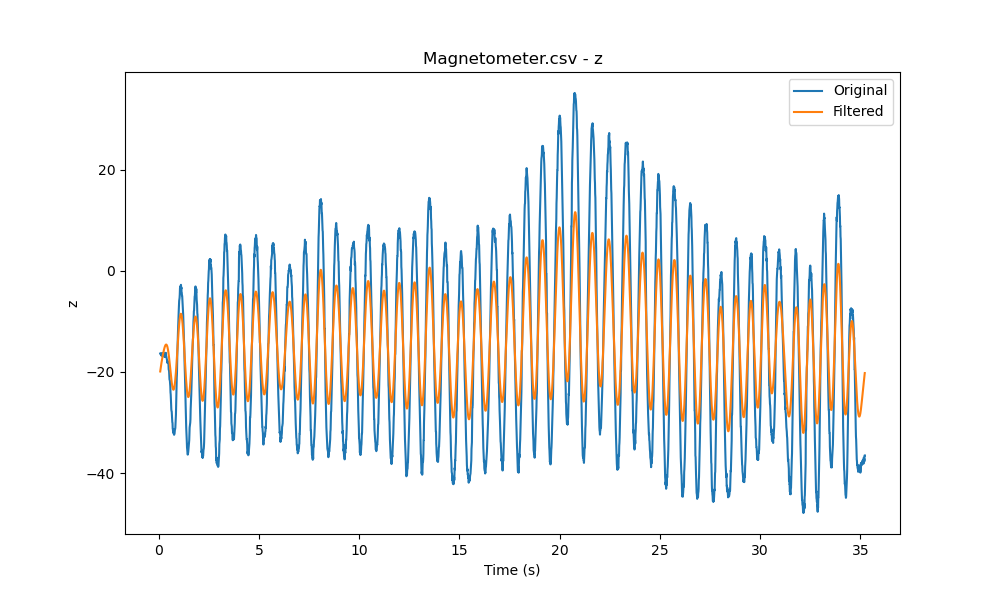 Magnetometer.csv - z
Original
Filtered
z
20
0
−20
−40
0 5 10 15 20 25 30 35
Time (s)